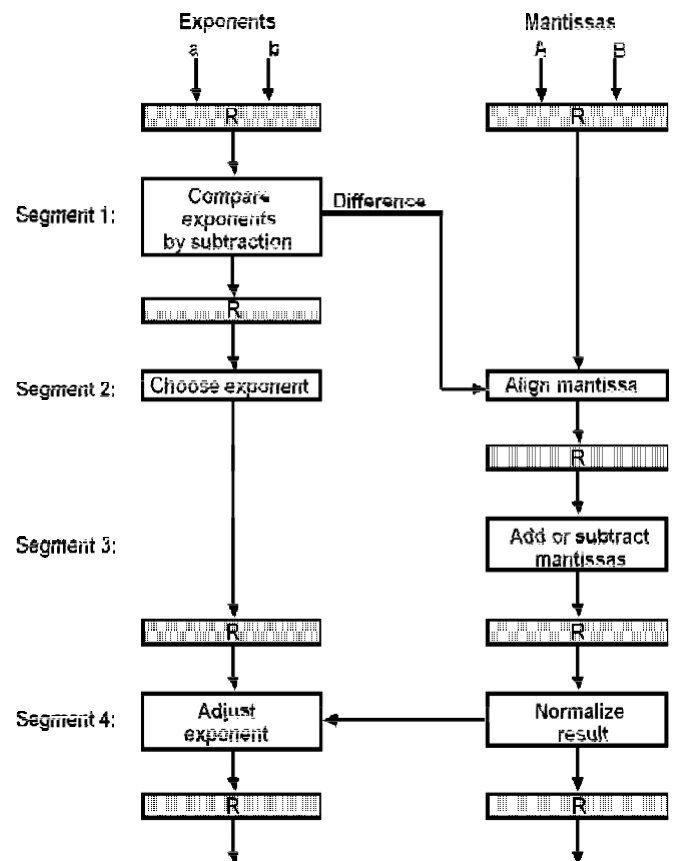 Exponents
Mantissas
a b
A B
R
R
Segment 1:
Compare
exponents
by subtraction
Difference
R
Segment 2:
Choose exponent
Align mantissa
R
Segment 3:
Add or subtract
mantissas
R
R
Segment 4:
Adjust
exponent
Normalize
result
R
R